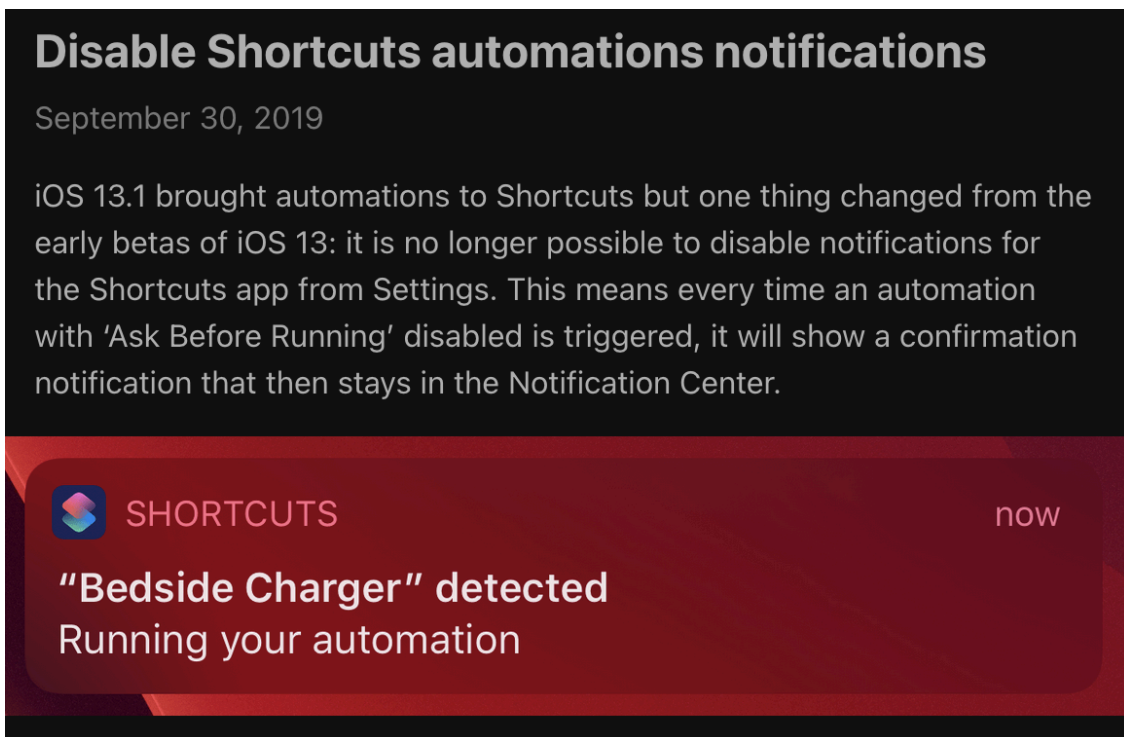 Disable Shortcuts automations notifications
September 30, 2019
iOS 13.1 brought automations to Shortcuts but one thing changed from the
early betas of iOS 13: it is no longer possible to disable notifications for
the Shortcuts app from Settings. This means every time an automation
with ‘Ask Before Running’ disabled is triggered, it will show a confirmation
notification that then stays in the Notification Center.
SHORTCUTS now
“Bedside Charger” detected
Running your automation